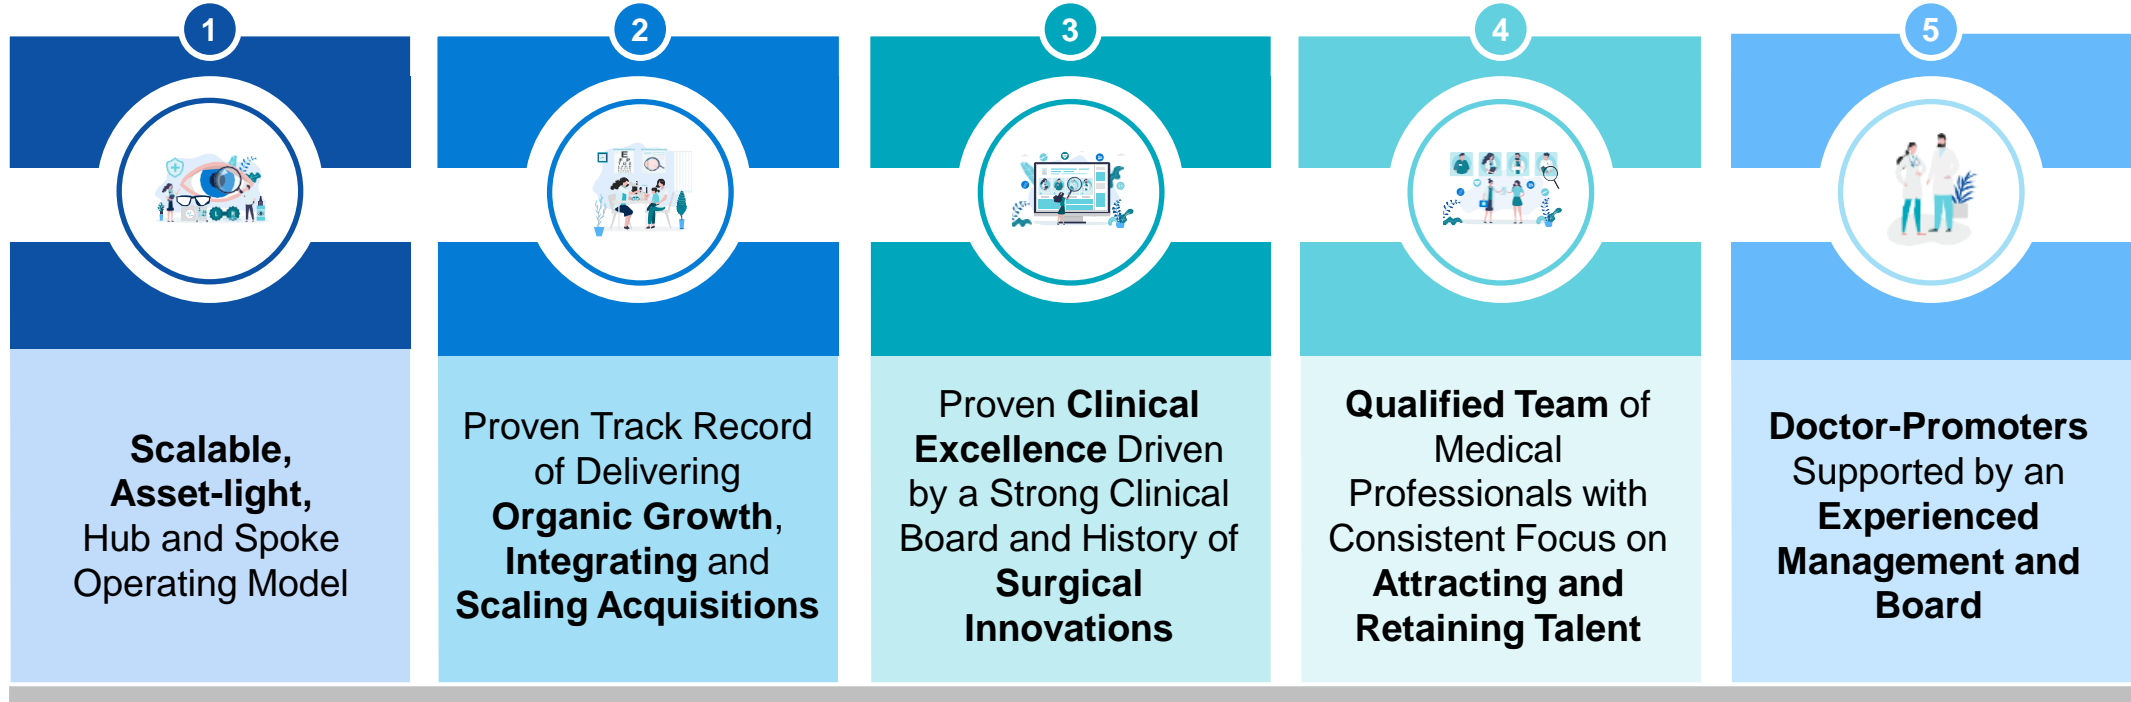 1
Scalable,
Asset-light,
Hub and Spoke
Operating Model
2
Proven Track Record
of Delivering
Organic Growth,
Integrating and
Scaling Acquisitions
3
Proven Clinical
Excellence Driven
by a Strong Clinical
Board and History of
Surgical
Innovations
4
Qualified Team of
Medical
Professionals with
Consistent Focus on
Attracting and
Retaining Talent
5
Doctor-Promoters
Supported by an
Experienced
Management and
Board